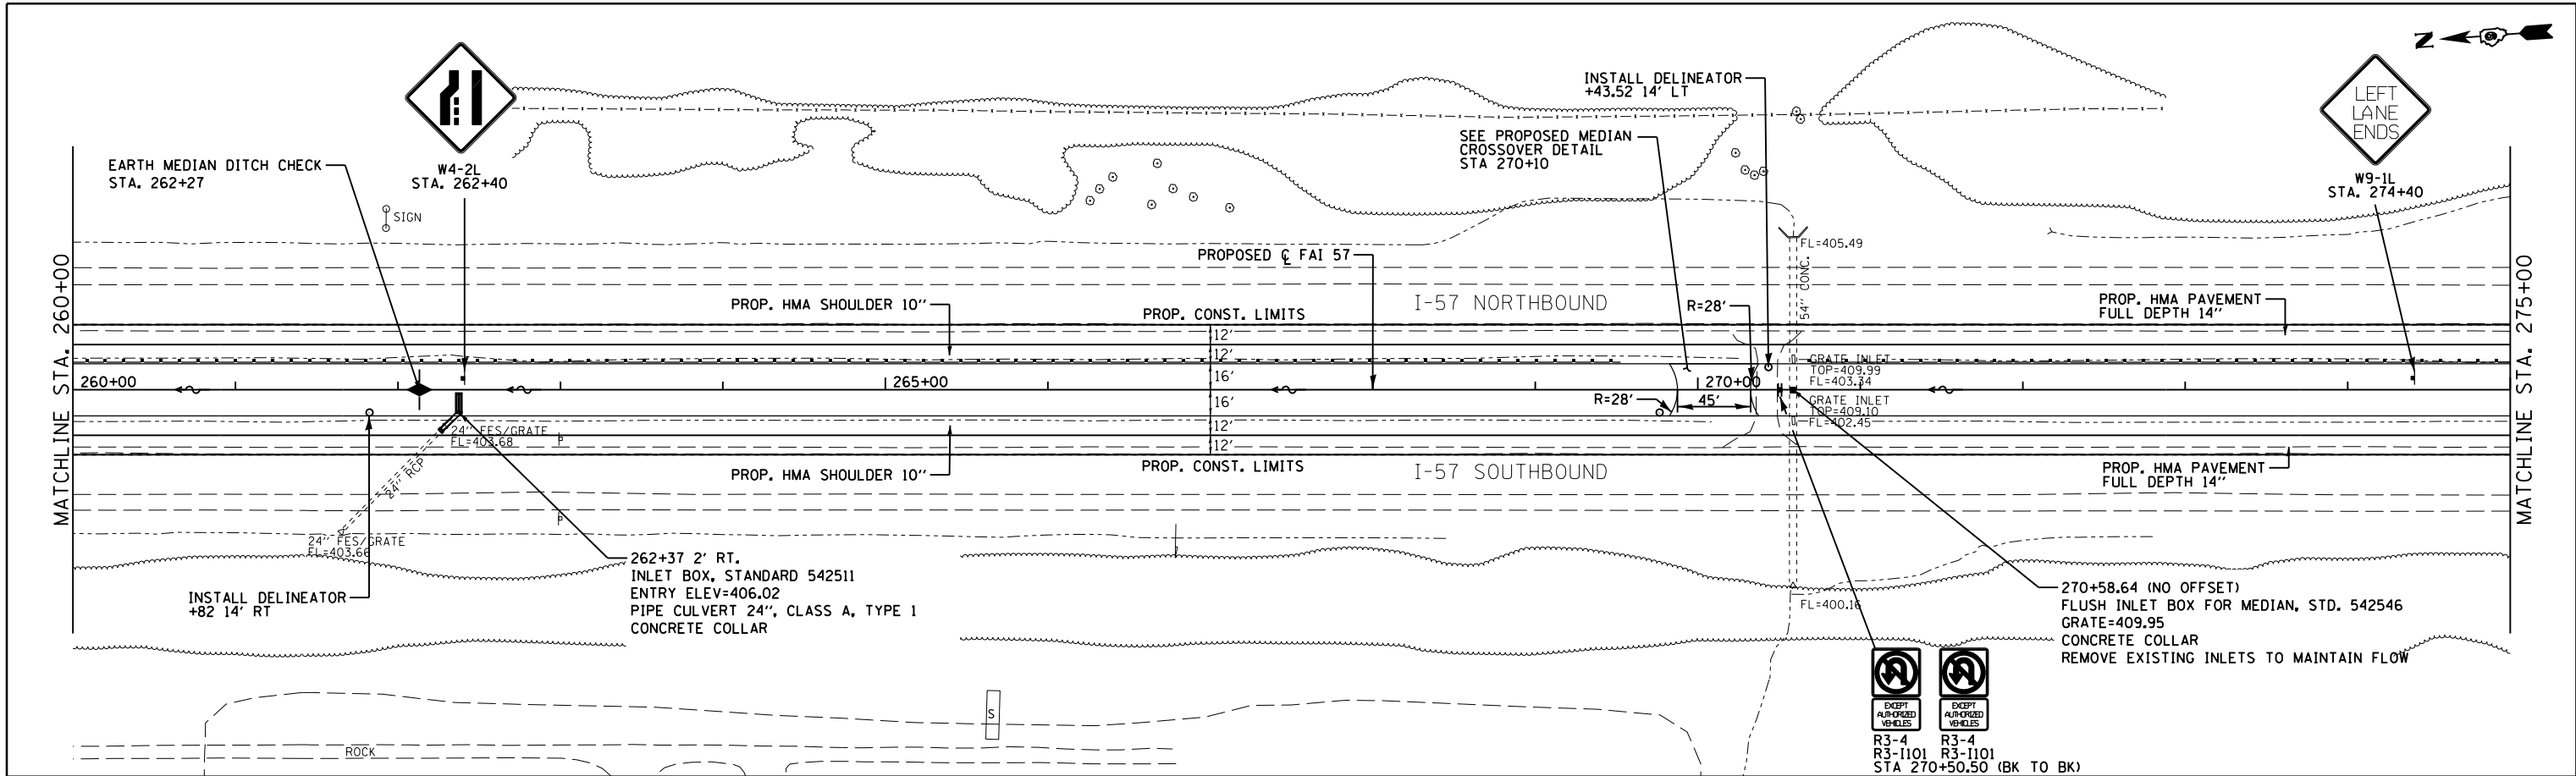 N
INSTALL DELINEATOR
+43.52 14' LT
LEFT
LANE
ENDS
SEE PROPOSED MEDIAN
CROSSOVER DETAIL
STA 270+10
EARTH MEDIAN DITCH CHECK
STA. 262+27
W4-2L
STA. 262+40
W9-1L
STA. 274+40
SIGN
FL=405.49
PROPOSED ℄ FAI 57
54" CONC.
MATCHLINE STA. 260+00
MATCHLINE STA. 275+00
PROP. HMA SHOULDER 10"
PROP. CONST. LIMITS
I-57 NORTHBOUND
R=28'
PROP. HMA PAVEMENT
FULL DEPTH 14"
12'
12'
16'
16'
12'
12'
GRATE INLET
TOP=409.99
FL=403.34
260+00
265+00
270+00
R=28'
45'
GRATE INLET
TOP=409.10
FL=402.45
24" FES/GRATE
FL=403.68
P
24" RCP
PROP. HMA SHOULDER 10"
PROP. CONST. LIMITS
I-57 SOUTHBOUND
PROP. HMA PAVEMENT
FULL DEPTH 14"
P
24" FES/GRATE
FL=403.66
262+37 2' RT.
INLET BOX, STANDARD 542511
ENTRY ELEV=406.02
PIPE CULVERT 24", CLASS A, TYPE 1
CONCRETE COLLAR
INSTALL DELINEATOR
+82 14' RT
FL=400.16
270+58.64 (NO OFFSET)
FLUSH INLET BOX FOR MEDIAN, STD. 542546
GRATE=409.95
CONCRETE COLLAR
REMOVE EXISTING INLETS TO MAINTAIN FLOW
S
ROCK
EXCEPT
AUTHORIZED
VEHICLES
EXCEPT
AUTHORIZED
VEHICLES
R3-4 R3-4
R3-I101 R3-I101
STA 270+50.50 (BK TO BK)